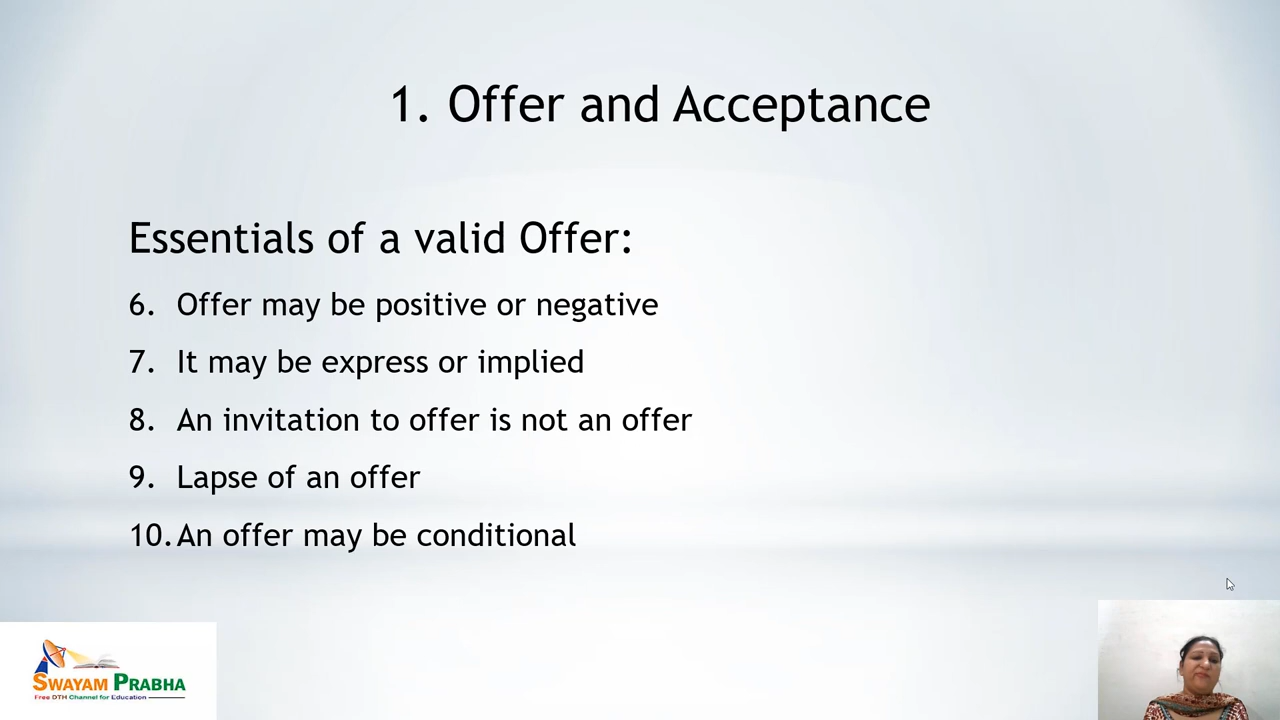 1. Offer and Acceptance
Essentials of a valid Offer:
6. Offer may be positive or negative
7. It may be express or implied
8. An invitation to offer is not an offer
9. Lapse of an offer
10. An offer may be conditional
SWAYAM PRABHA
Free DTH Channel for Education